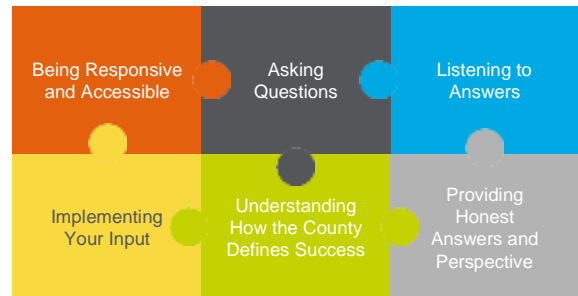 Being Responsive
and Accessible
Asking
Questions
Listening to
Answers
Implementing
Your Input
Understanding
How the County
Defines Success
Providing
Honest
Answers and
Perspective